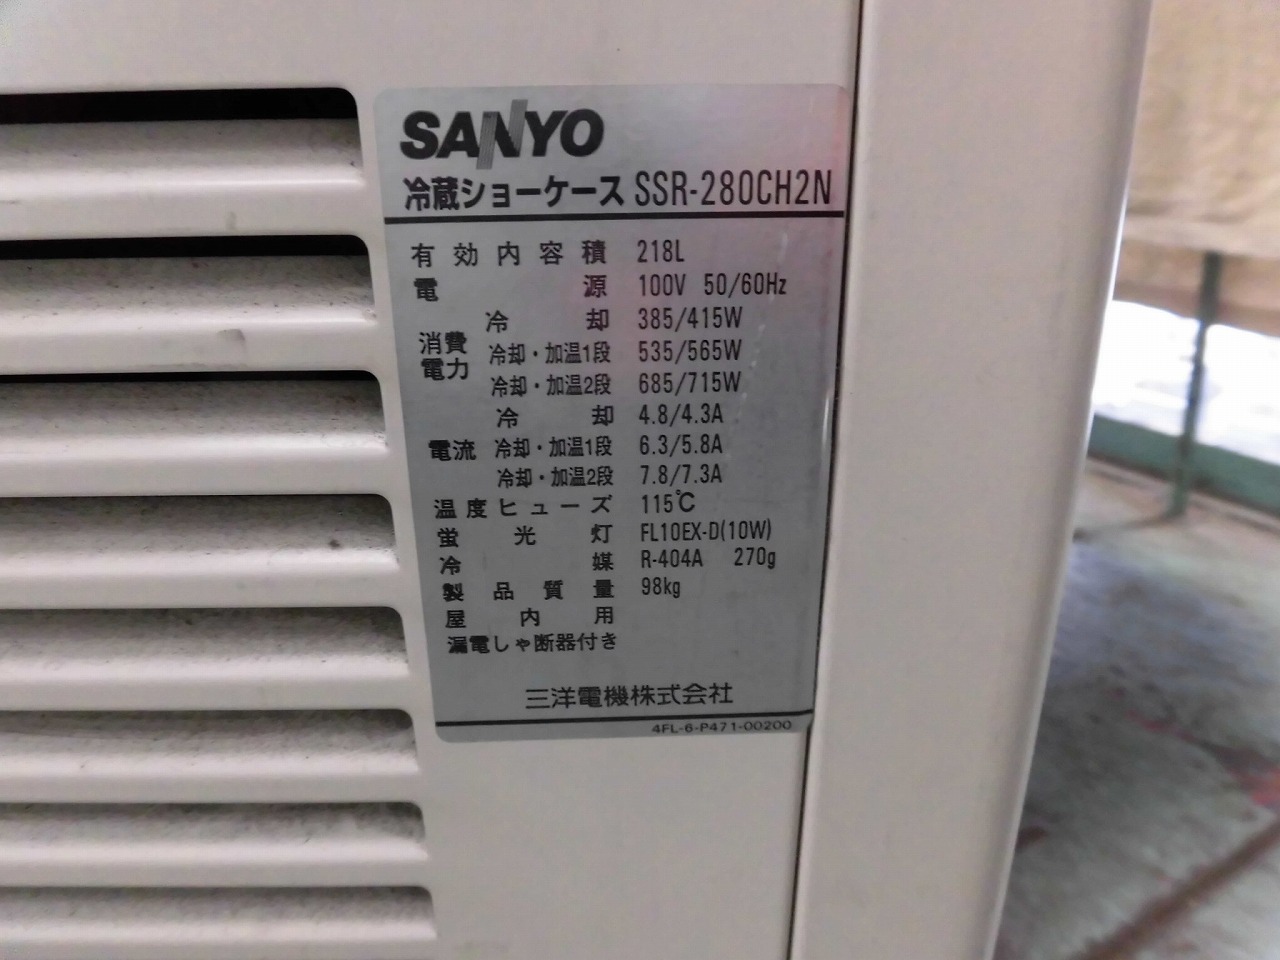 SANYO
冷蔵ショーケース SSR-280CH2N
有効内容積 218L
電源 100V 50/60Hz
消費電力 冷却 385/415W
冷却・加温1段 535/565W
冷却・加温2段 685/715W
電流 冷却 4.8/4.3A
冷却・加温1段 6.3/5.8A
冷却・加温2段 7.8/7.3A
温度ヒューズ 115℃
蛍光灯 FL10EX-D(10W)
冷媒 R-404A 270g
製品質量 98kg
屋内用
漏電しゃ断器付き
三洋電機株式会社
4FL-6-P471-00200